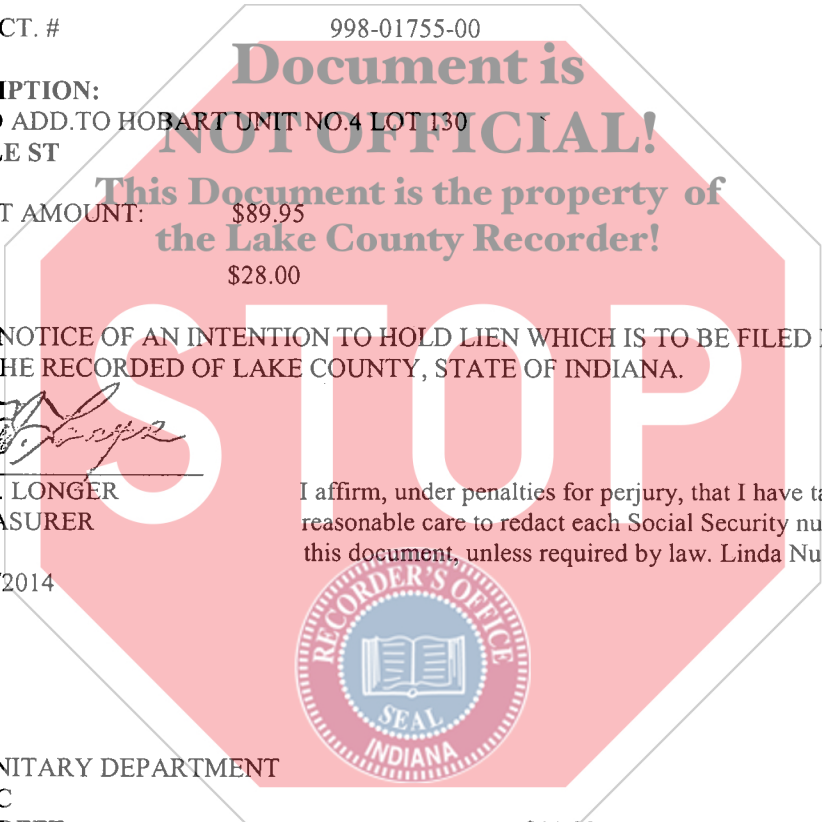 CT. # 998-01755-00
Document is
IPTION:
ADD.TO HOBART UNIT NO.4 LOT 130
NOT OFFICIAL!
LE ST
This Document is the property of
T AMOUNT: $89.95
the Lake County Recorder!
$28.00
NOTICE OF AN INTENTION TO HOLD LIEN WHICH IS TO BE FILED
HE RECORDED OF LAKE COUNTY, STATE OF INDIANA.
STOP
. LONGER
ASURER
I affirm, under penalties for perjury, that I have ta
reasonable care to redact each Social Security nu
this document, unless required by law. Linda Nu
/2014
RECORDER'S OFFICE
SEAL
INDIANA
NITARY DEPARTMENT
C